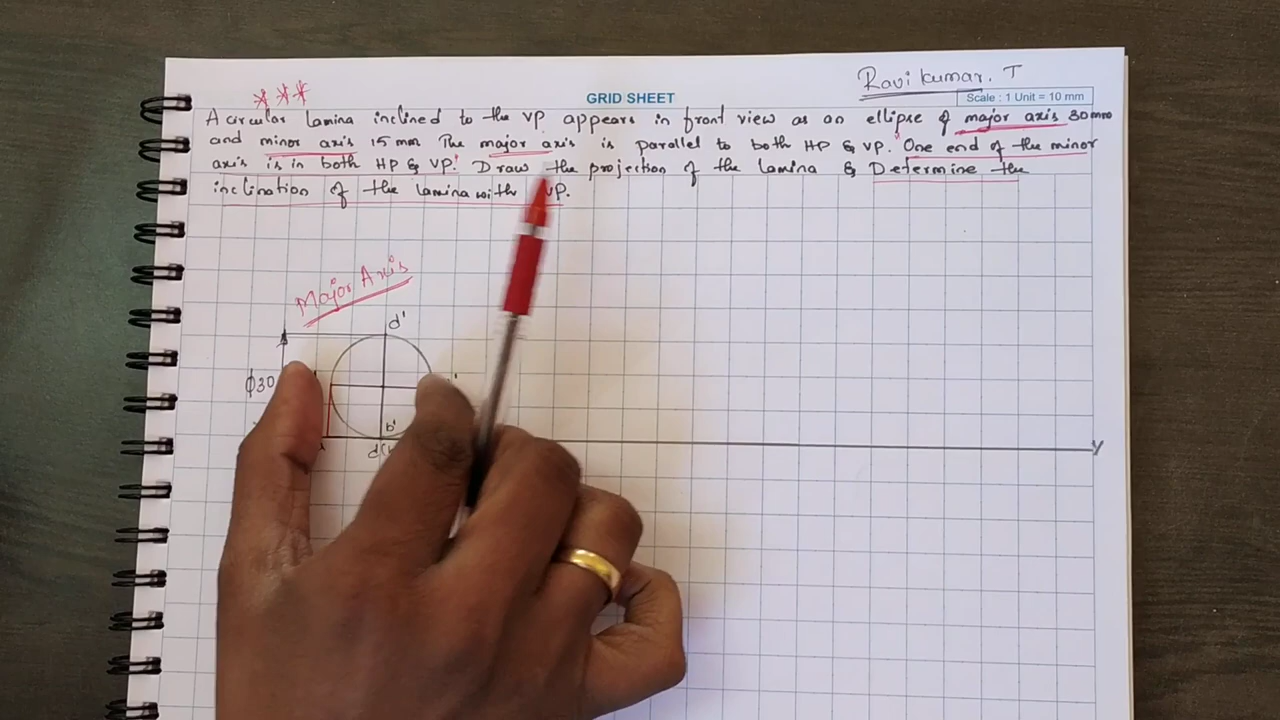 Ravi kumar. T
GRID SHEET
Scale : 1 Unit = 10 mm
A circular lamina inclined to the VP appears in front view as an ellipse of major axis 30mm
and minor axis 15 mm. The major axis is parallel to both HP & VP. One end of the minor
axis is in both HP & VP. Draw the projection of the lamina & Determine the
inclination of the lamina with VP.
Major Axis
d'
ϕ30
b'
Y